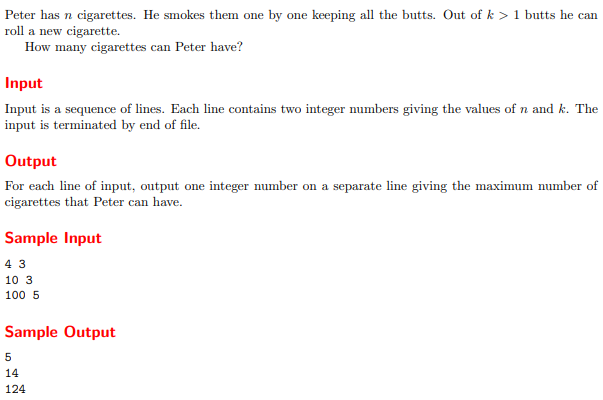 Peter has n cigarettes. He smokes them one by one keeping all the butts. Out of k > 1 butts he can
roll a new cigarette.
How many cigarettes can Peter have?
Input
Input is a sequence of lines. Each line contains two integer numbers giving the values of n and k. The
input is terminated by end of file.
Output
For each line of input, output one integer number on a separate line giving the maximum number of
cigarettes that Peter can have.
Sample Input
4 3
10 3
100 5
Sample Output
5
14
124